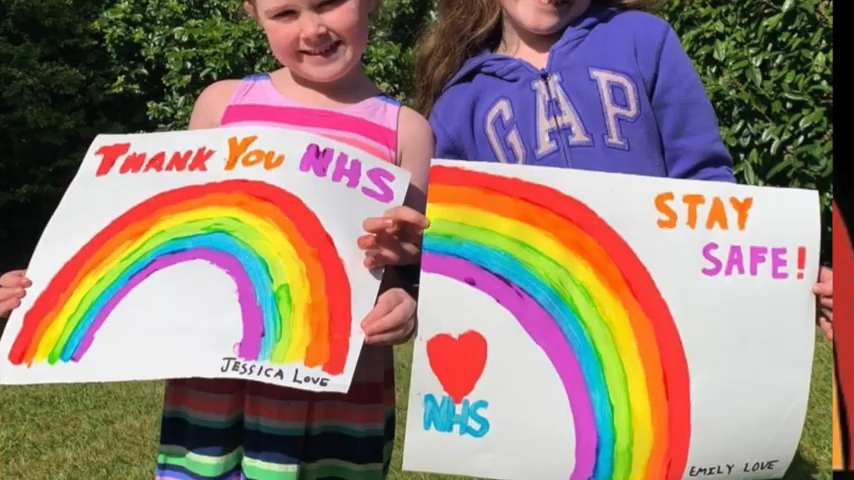 GAP
THANK YOU NHS
JESSICA LOVE
STAY
SAFE!
NHS
EMILY LOVE